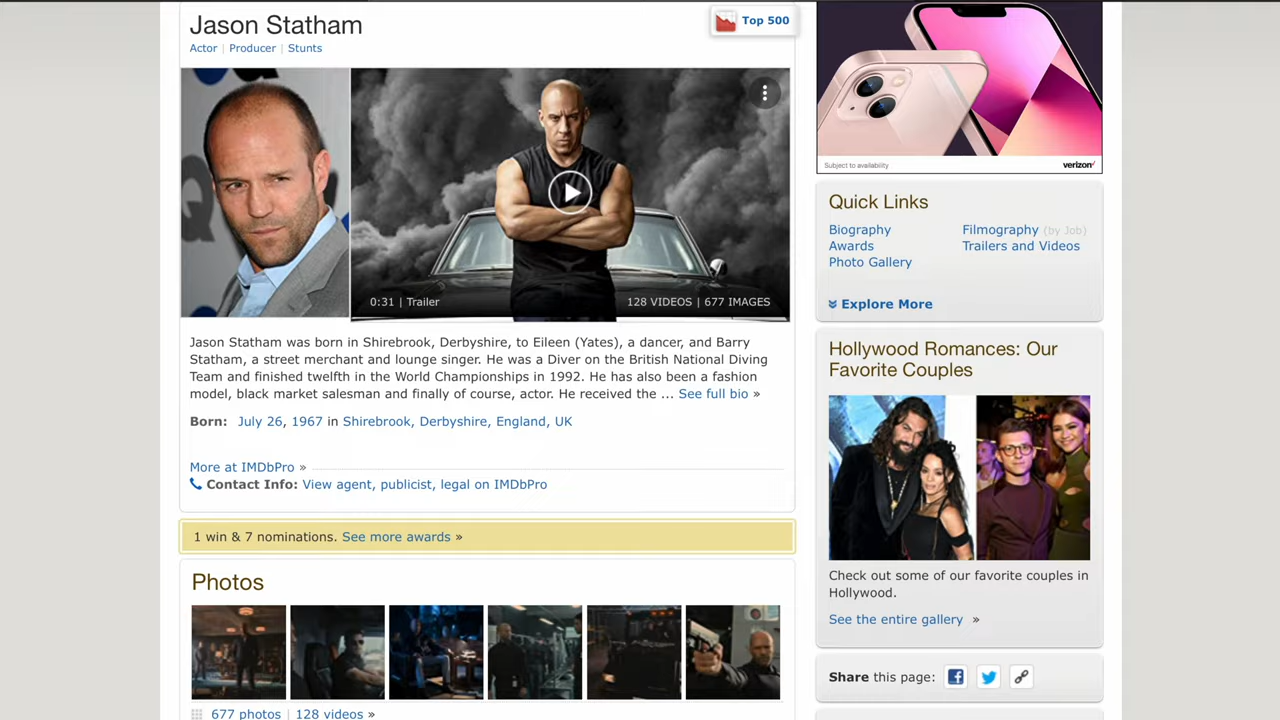 Jason Statham
Actor | Producer | Stunts
Top 500
0:31 | Trailer
128 VIDEOS | 677 IMAGES
Jason Statham was born in Shirebrook, Derbyshire, to Eileen (Yates), a dancer, and Barry
Statham, a street merchant and lounge singer. He was a Diver on the British National Diving
Team and finished twelfth in the World Championships in 1992. He has also been a fashion
model, black market salesman and finally of course, actor. He received the ... See full bio »
Born: July 26, 1967 in Shirebrook, Derbyshire, England, UK
More at IMDbPro »
Contact Info: View agent, publicist, legal on IMDbPro
1 win & 7 nominations. See more awards »
Photos
677 photos | 128 videos »
Subject to availability
verizon✓
Quick Links
Biography
Awards
Photo Gallery
Filmography (by Job)
Trailers and Videos
Explore More
Hollywood Romances: Our
Favorite Couples
Check out some of our favorite couples in
Hollywood.
See the entire gallery »
Share this page: